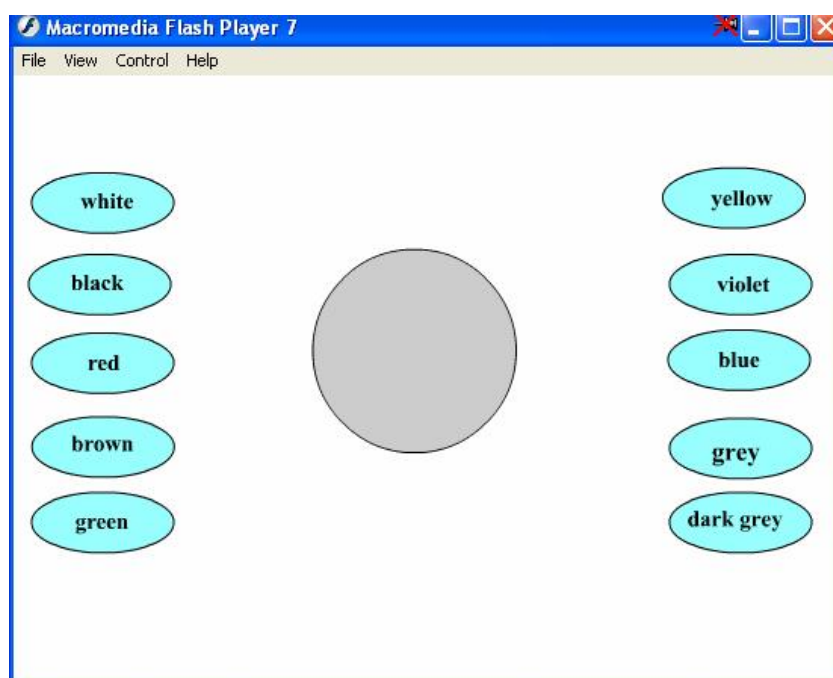 Macromedia Flash Player 7
File View Control Help
white
black
red
brown
green
yellow
violet
blue
grey
dark grey